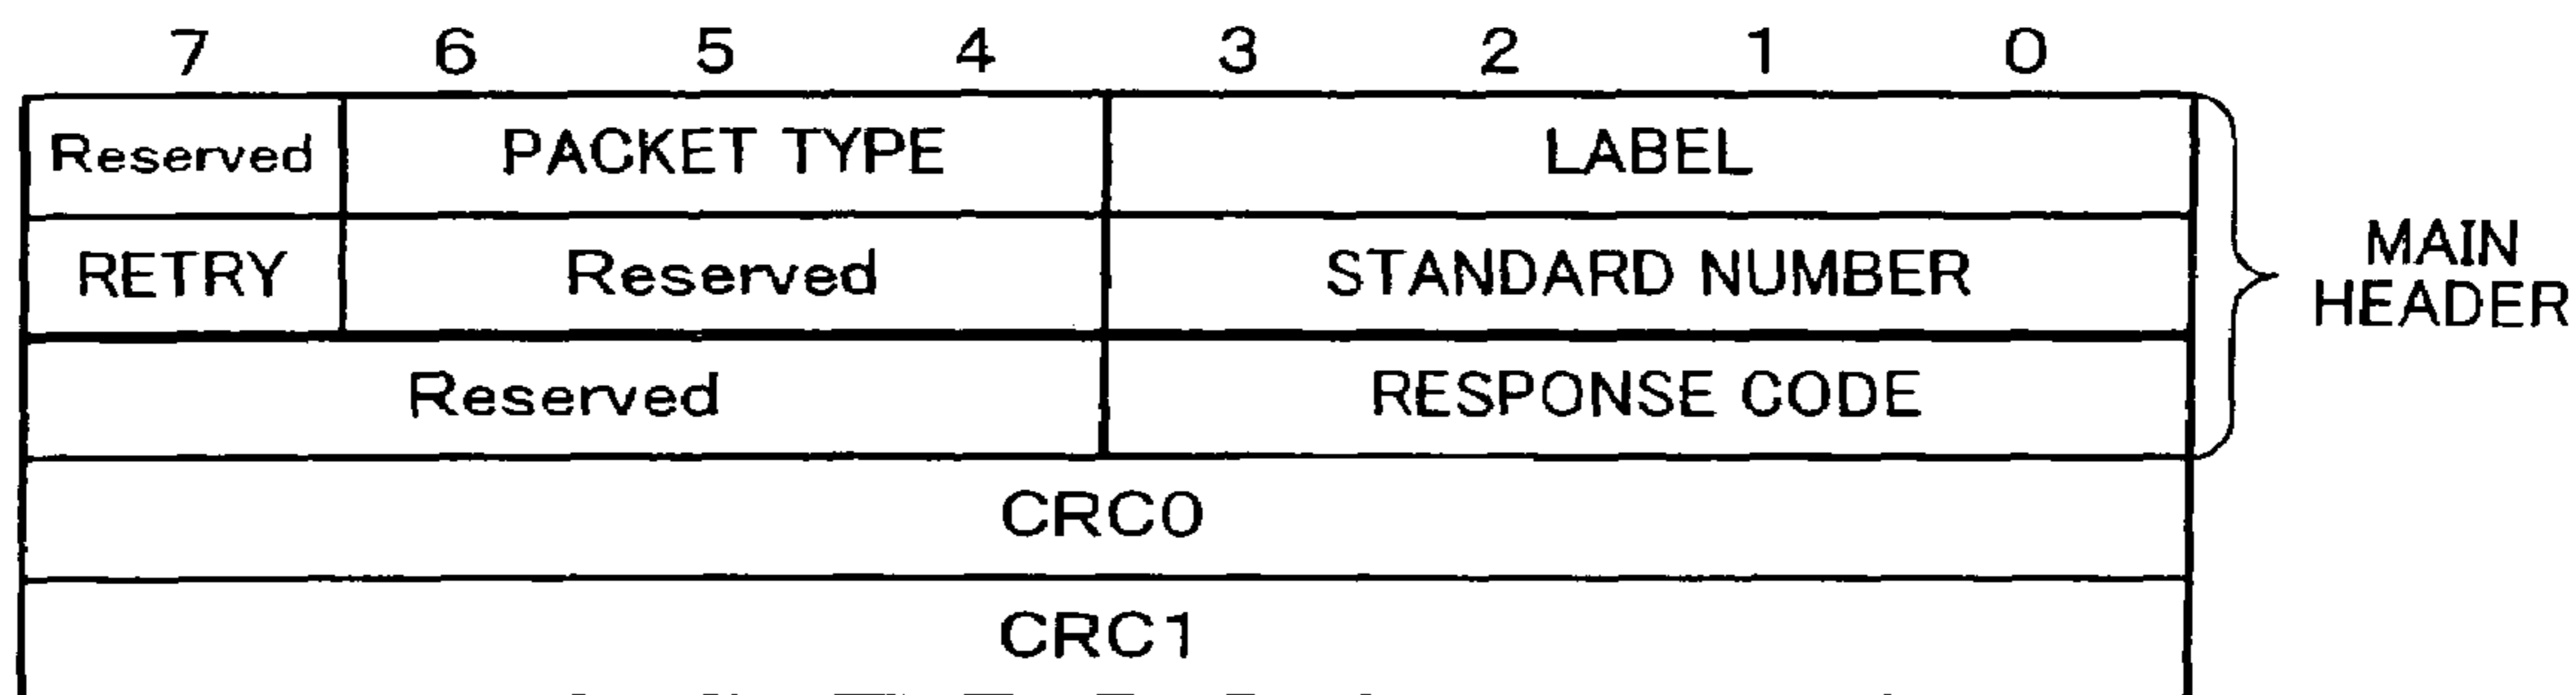 7 6 5 4 3 2 1 0
Reserved PACKET TYPE LABEL
RETRY Reserved STANDARD NUMBER
MAIN
HEADER
Reserved RESPONSE CODE
CRC0
CRC1